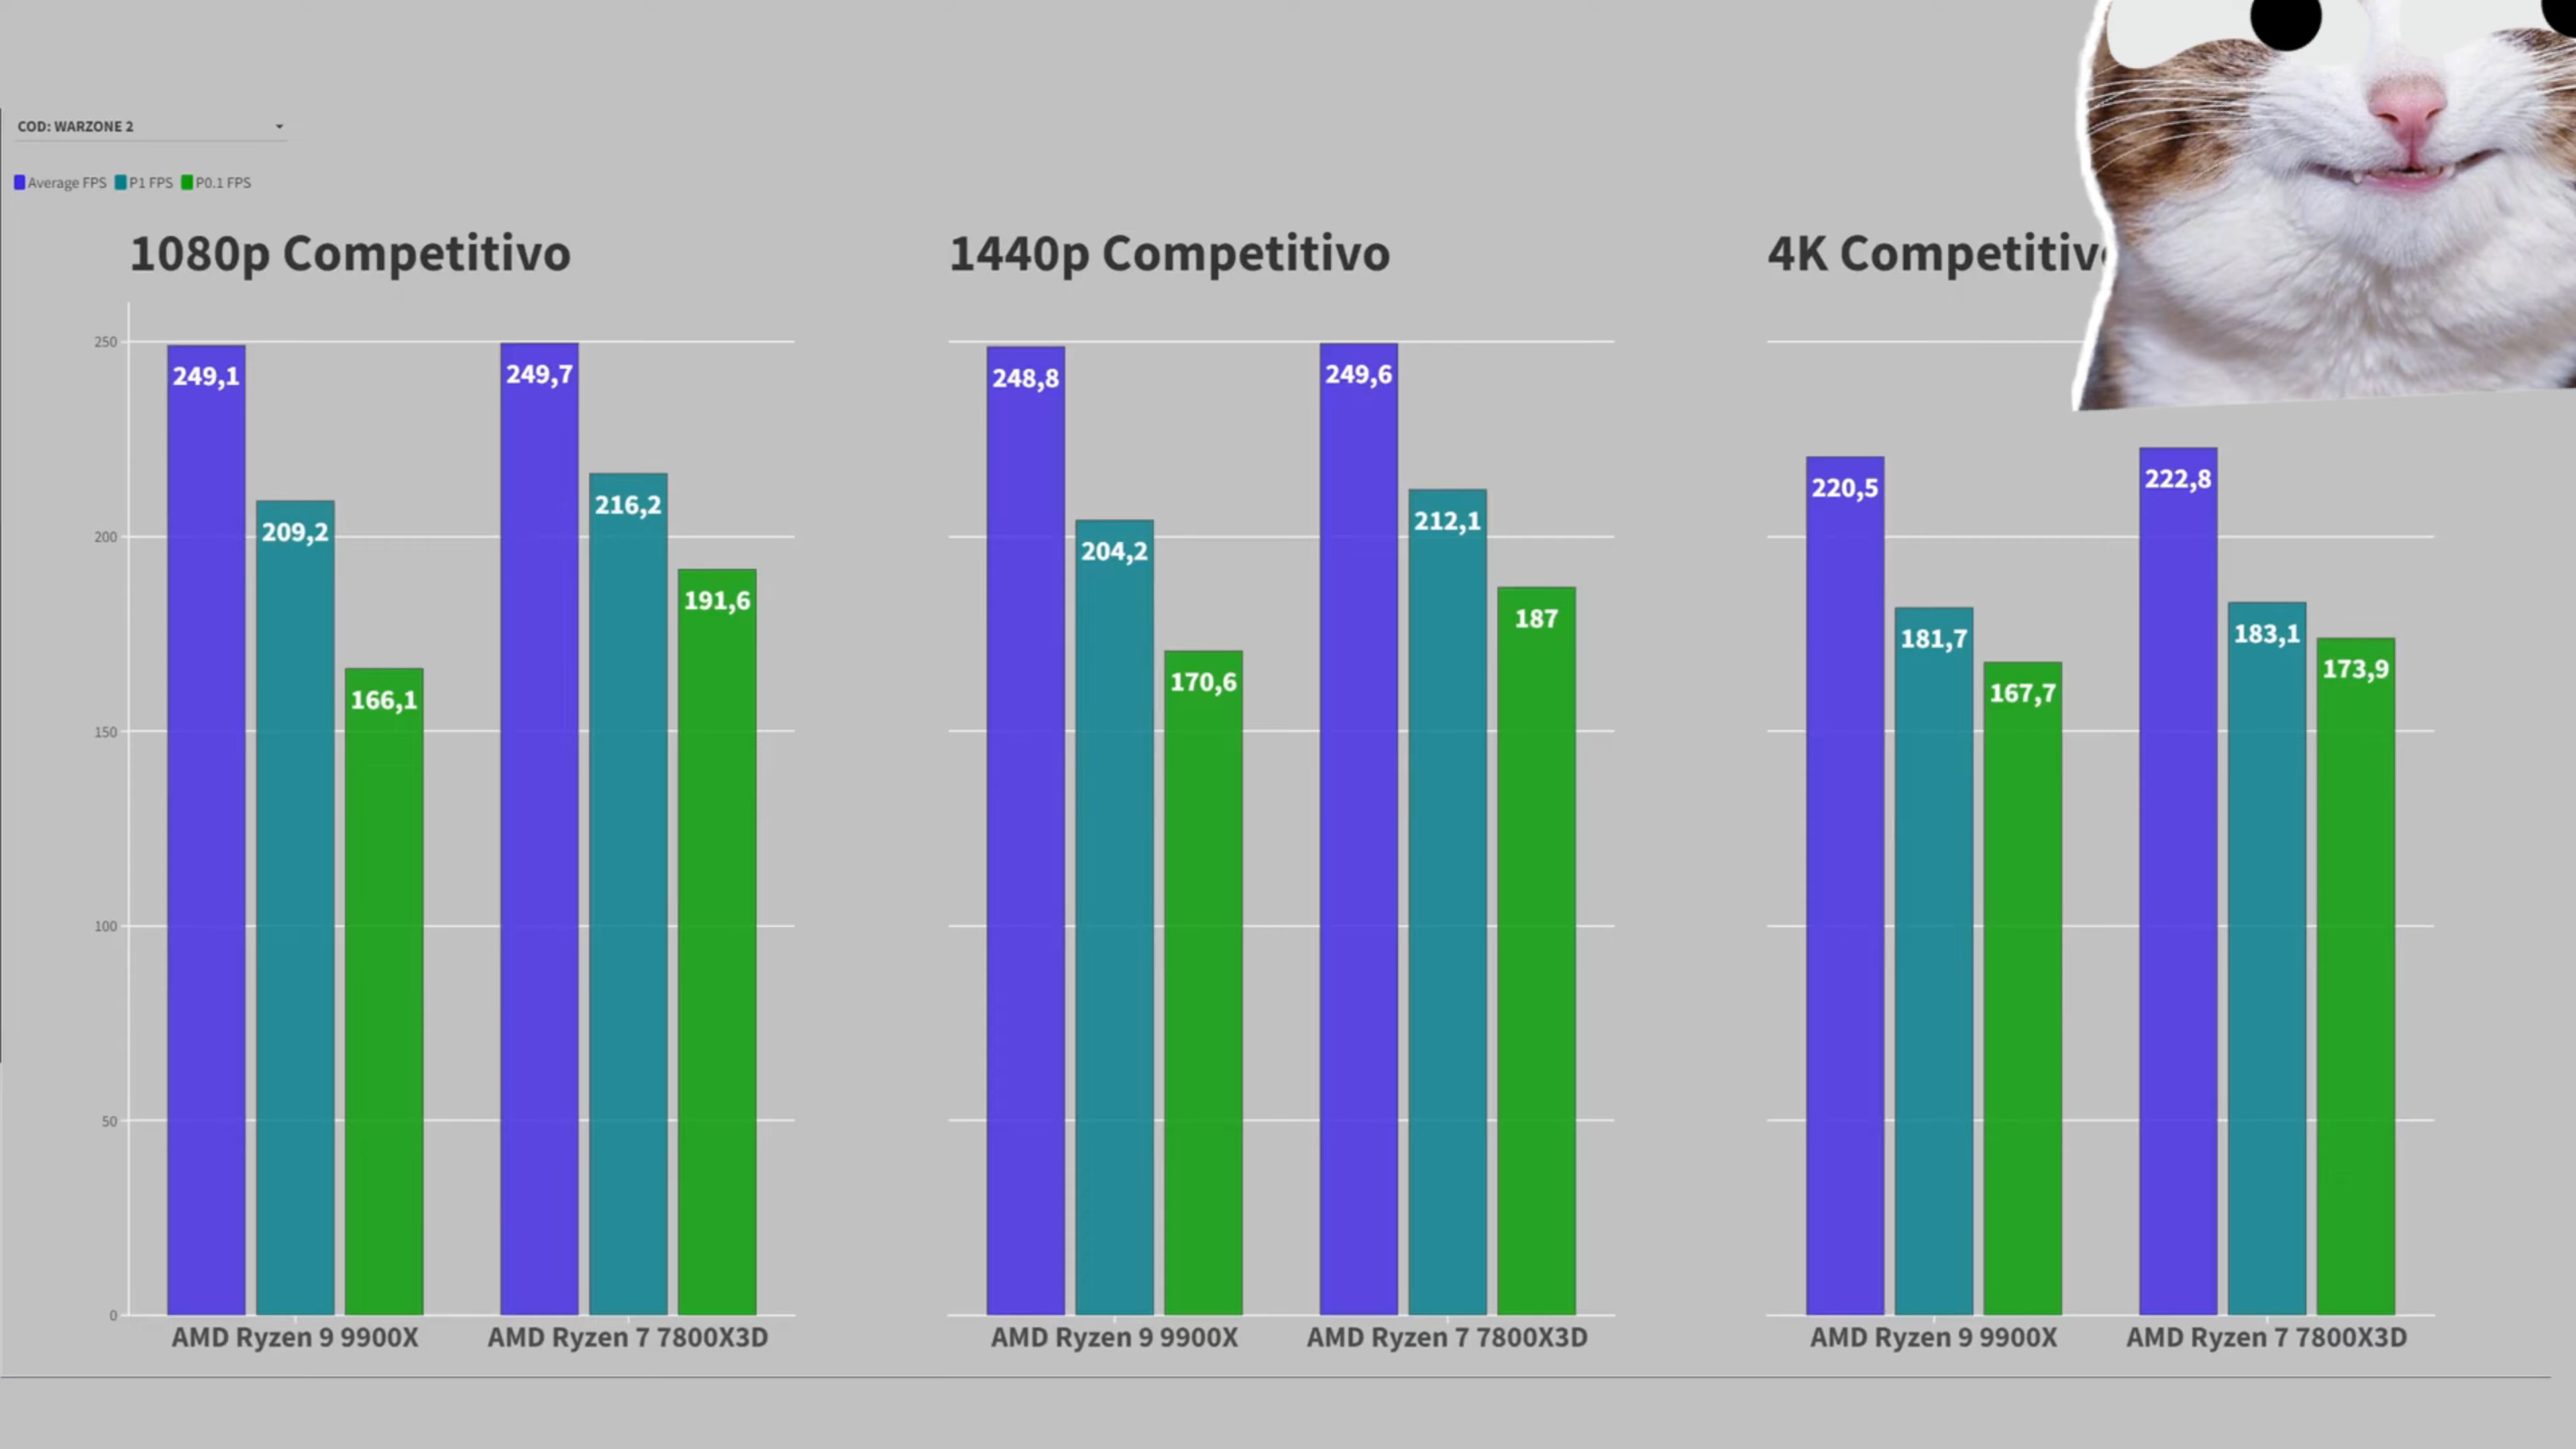 COD: WARZONE 2
Average FPS P1 FPS P0.1 FPS
1080p Competitivo
250
200
150
100
50
0
249,1
209,2
166,1
249,7
216,2
191,6
AMD Ryzen 9 9900X
AMD Ryzen 7 7800X3D
1440p Competitivo
248,8
204,2
170,6
249,6
212,1
187
AMD Ryzen 9 9900X
AMD Ryzen 7 7800X3D
4K Competitiv
220,5
181,7
167,7
222,8
183,1
173,9
AMD Ryzen 9 9900X
AMD Ryzen 7 7800X3D